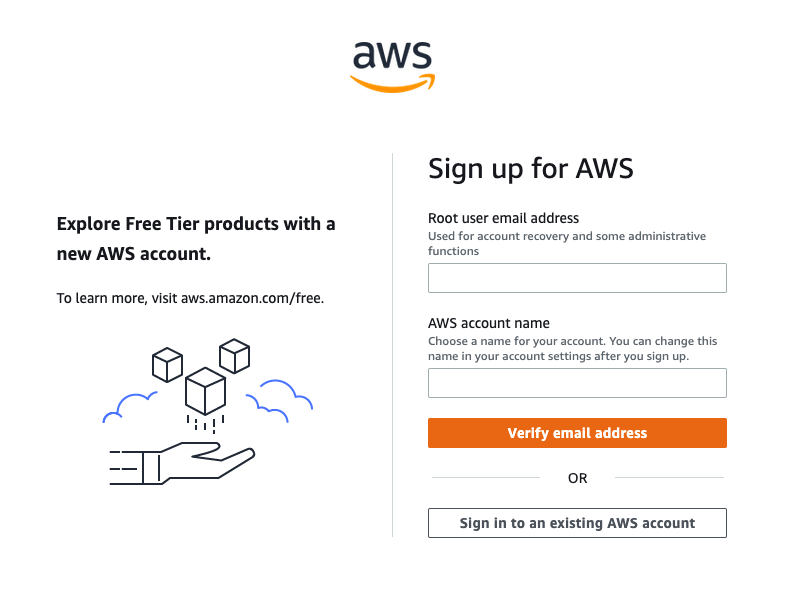 aws
Explore Free Tier products with a
new AWS account.
To learn more, visit aws.amazon.com/free.
Sign up for AWS
Root user email address
Used for account recovery and some administrative
functions
AWS account name
Choose a name for your account. You can change this
name in your account settings after you sign up.
Verify email address
OR
Sign in to an existing AWS account